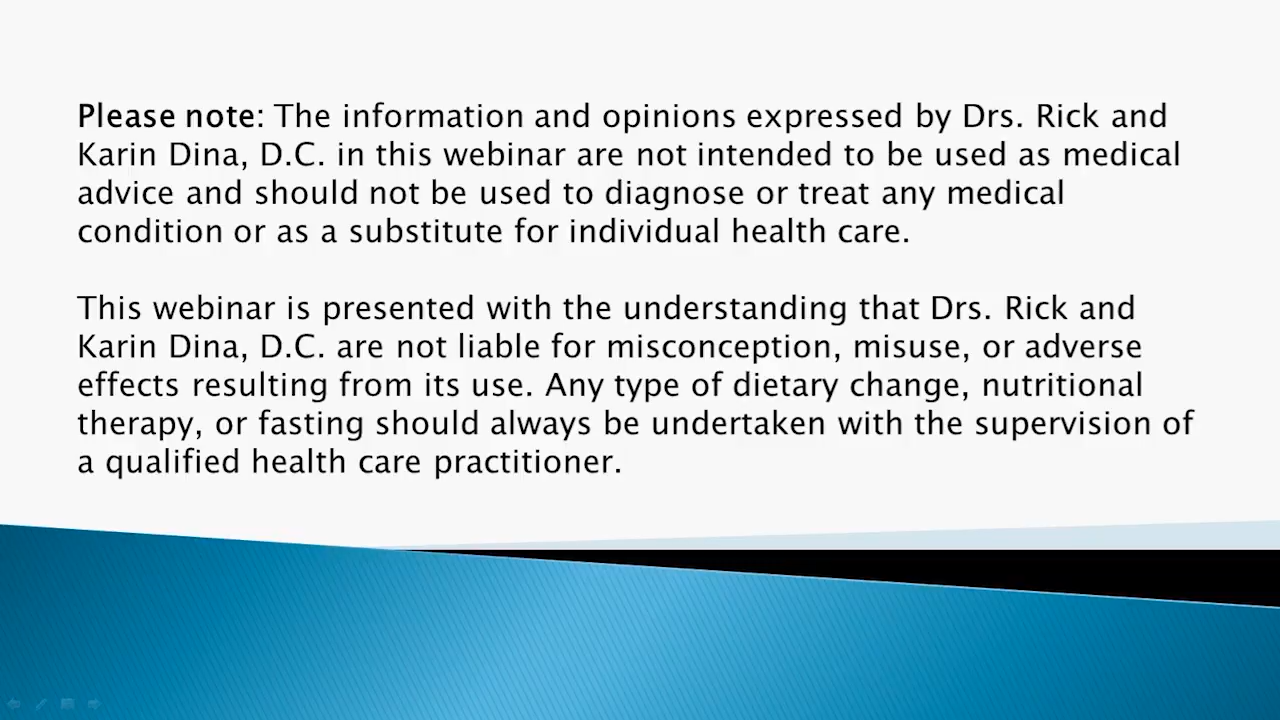 Please note: The information and opinions expressed by Drs. Rick and
Karin Dina, D.C. in this webinar are not intended to be used as medical
advice and should not be used to diagnose or treat any medical
condition or as a substitute for individual health care.
This webinar is presented with the understanding that Drs. Rick and
Karin Dina, D.C. are not liable for misconception, misuse, or adverse
effects resulting from its use. Any type of dietary change, nutritional
therapy, or fasting should always be undertaken with the supervision of
a qualified health care practitioner.